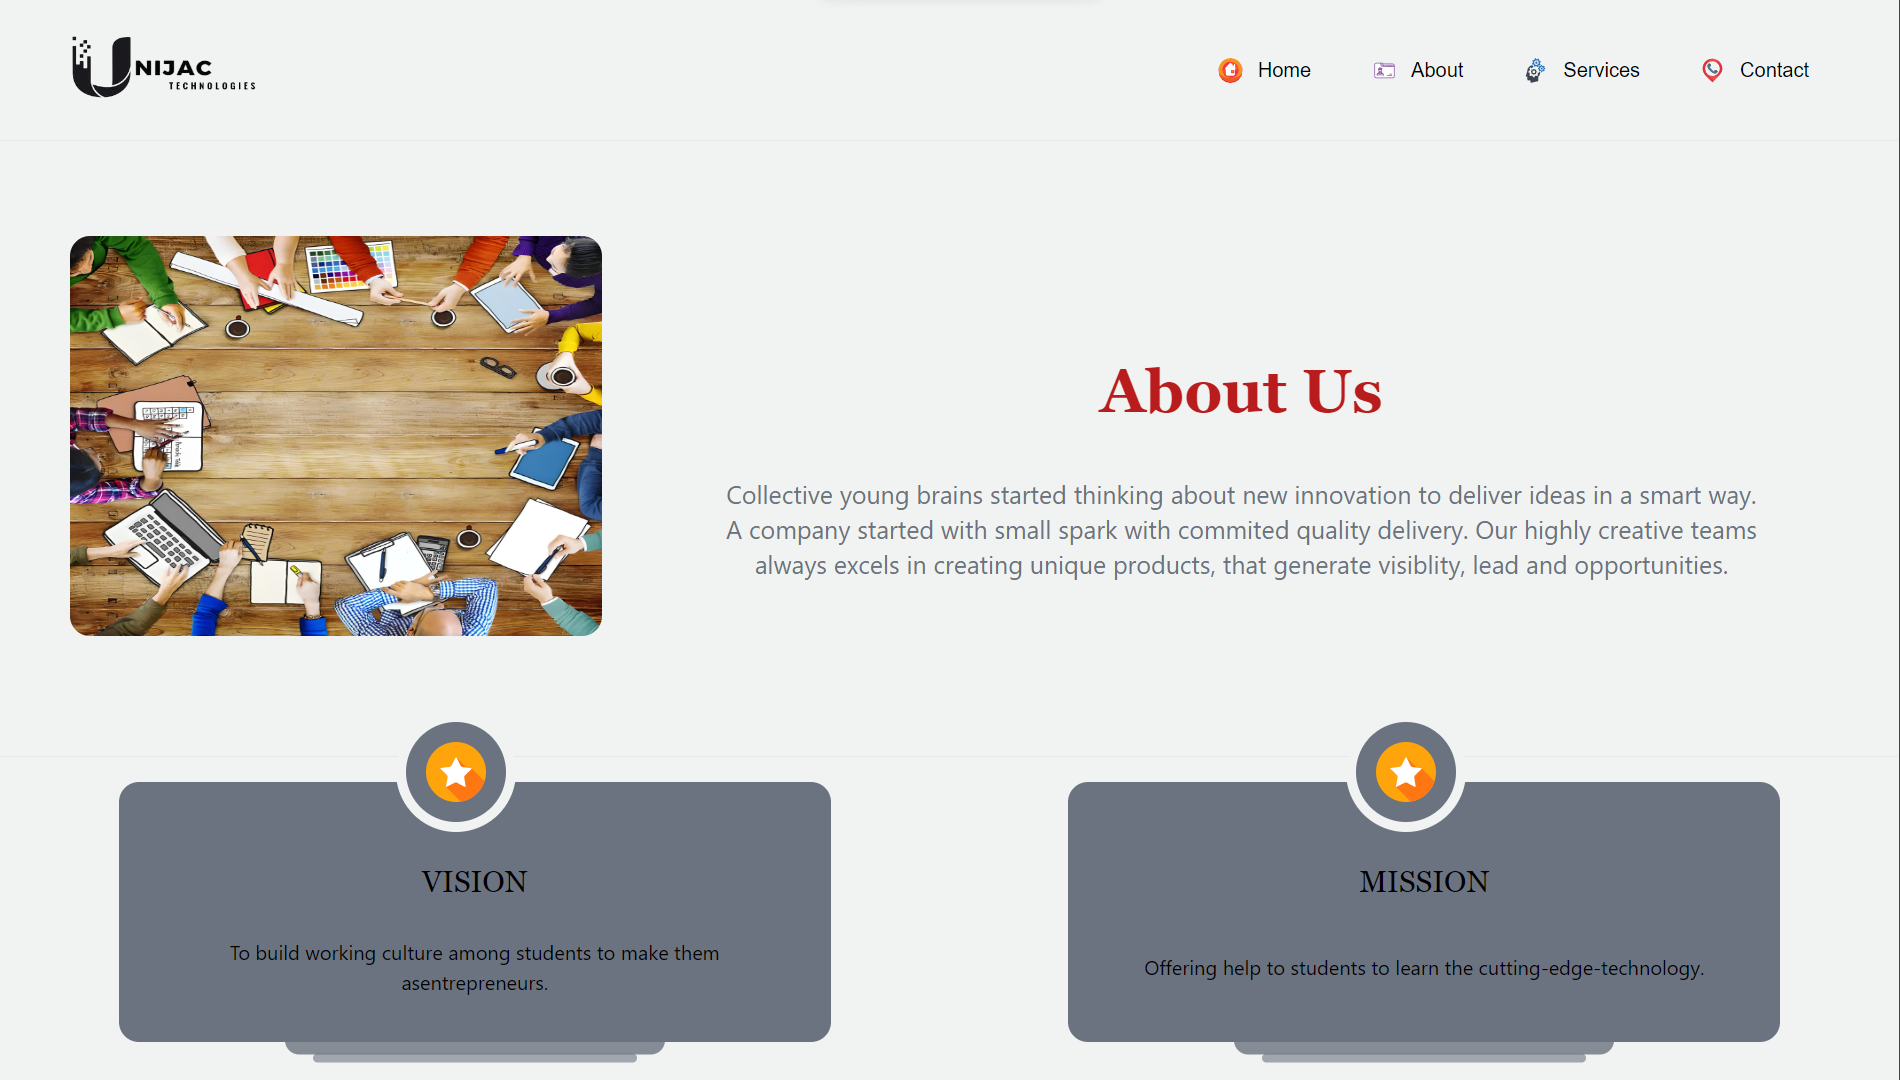 NIJAC
TECHNOLOGIES
Home
About
Services
Contact
About Us
Collective young brains started thinking about new innovation to deliver ideas in a smart way.
A company started with small spark with commited quality delivery. Our highly creative teams
always excels in creating unique products, that generate visiblity, lead and opportunities.
VISION
To build working culture among students to make them
asentrepreneurs.
MISSION
Offering help to students to learn the cutting-edge-technology.